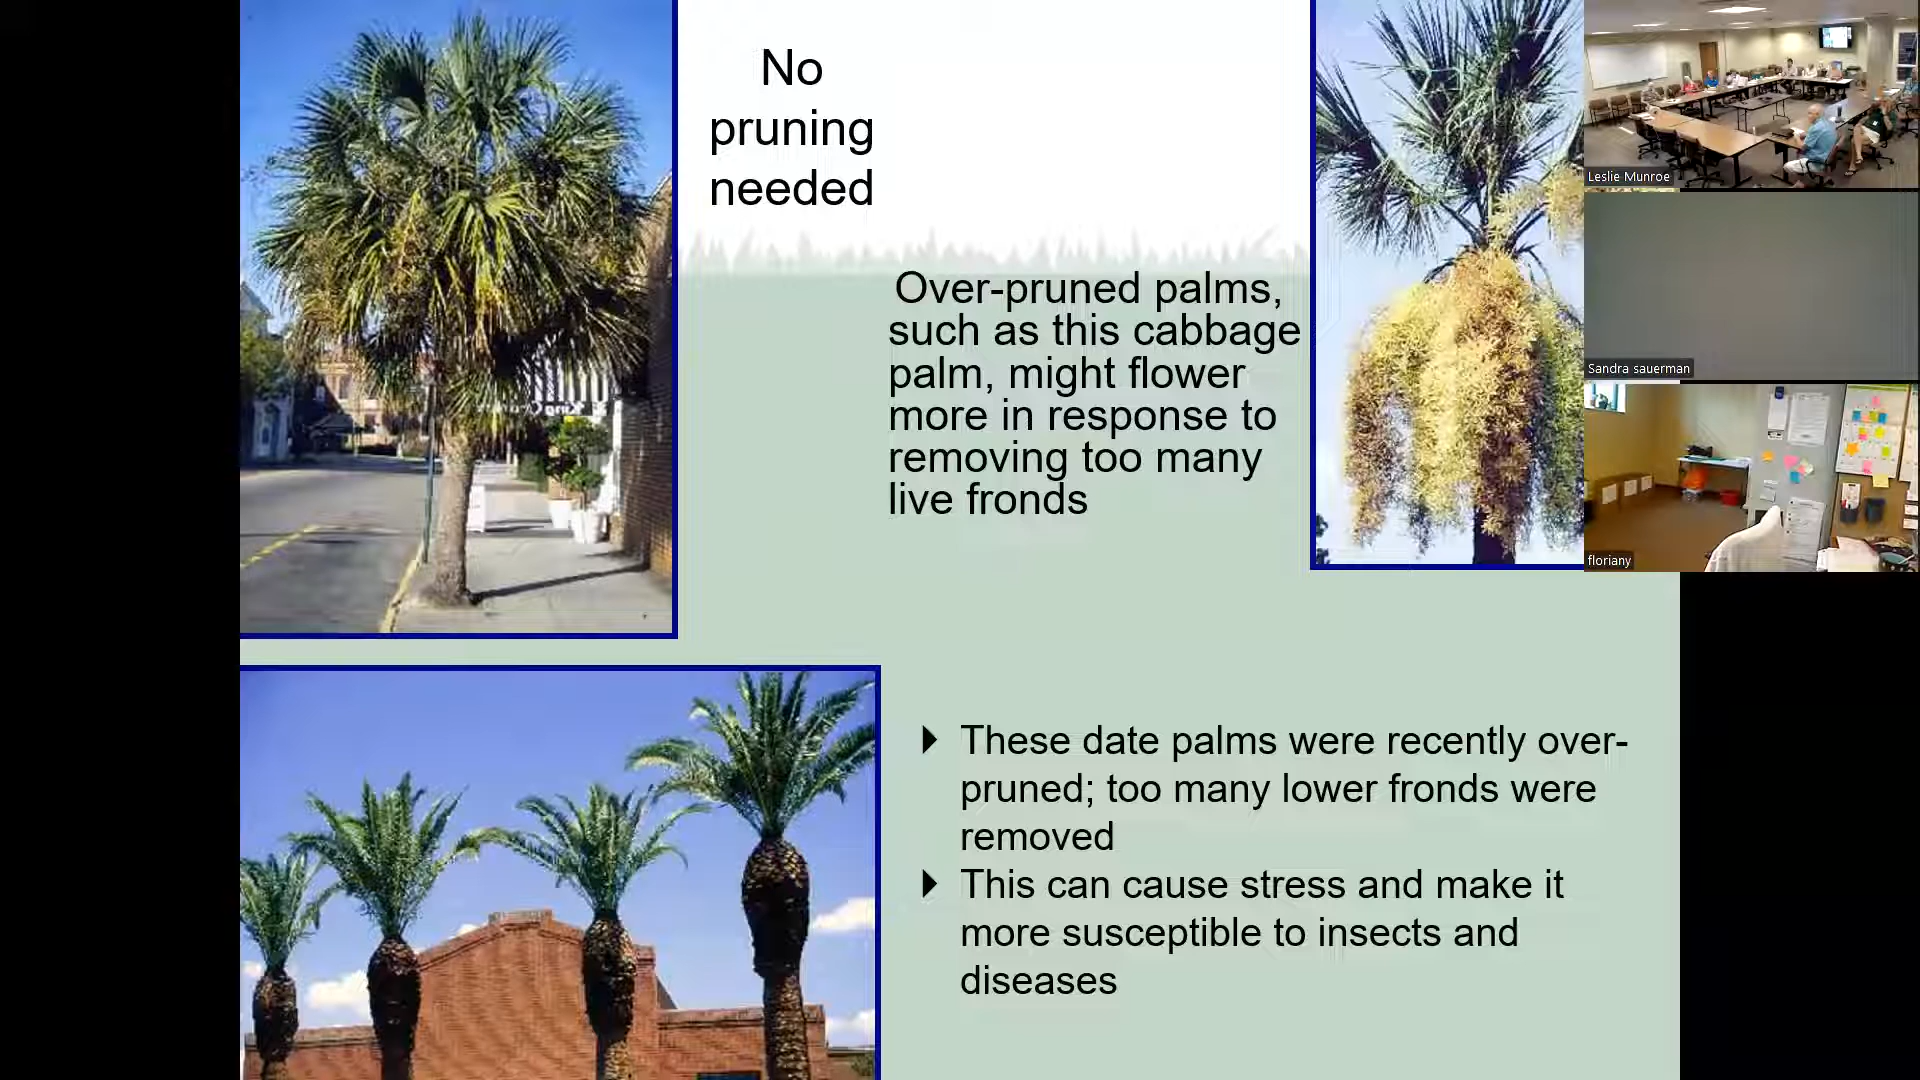 No
pruning
needed
Over-pruned palms,
such as this cabbage
palm, might flower
more in response to
removing too many
live fronds
These date palms were recently over-
pruned; too many lower fronds were
removed
This can cause stress and make it
more susceptible to insects and
diseases
Leslie Munroe
Sandra sauerman
floriany